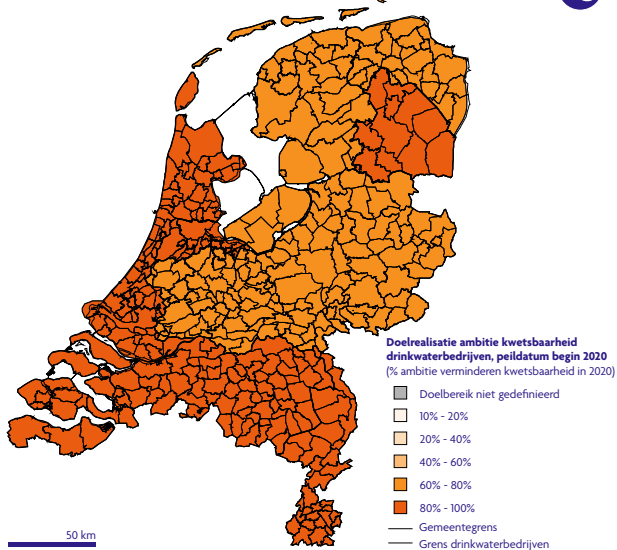 Doelrealisatie ambitie kwetsbaarheid
drinkwaterbedrijven, peildatum begin 2020
(% ambitie verminderen kwetsbaarheid in 2020)
Doelbereik niet gedefinieerd
10% - 20%
20% - 40%
40% - 60%
60% - 80%
80% - 100%
Gemeentegrens
Grens drinkwaterbedrijven
50 km